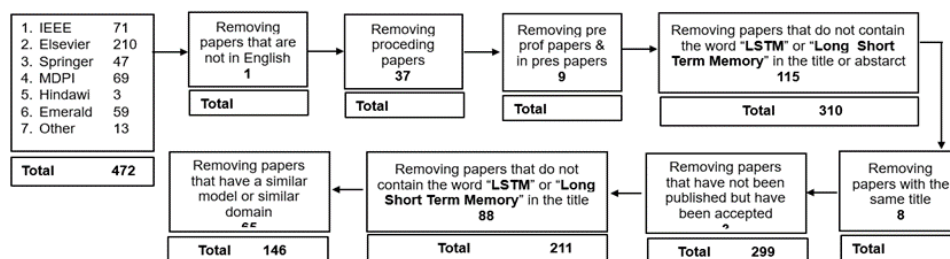 1. IEEE 71
2. Elsevier 210
3. Springer 47
4. MDPI 69
5. Hindawi 3
6. Emerald 59
7. Other 13
Total 472
Removing
papers that are
not in English
1
Total
Removing
proceding
papers
37
Total
Removing pre
prof papers &
in pres papers
9
Total
Removing papers that do not contain
the word “LSTM” or “Long Short
Term Memory” in the title or abstarct
115
Total 310
Removing
papers with the
same title
8
Total
Removing papers
that have not been
published but have
been accepted
Total 299
Removing papers that do not
contain the word “LSTM” or “Long
Short Term Memory” in the title
88
Total 211
Removing papers
that have a similar
model or similar
domain
65
Total 146